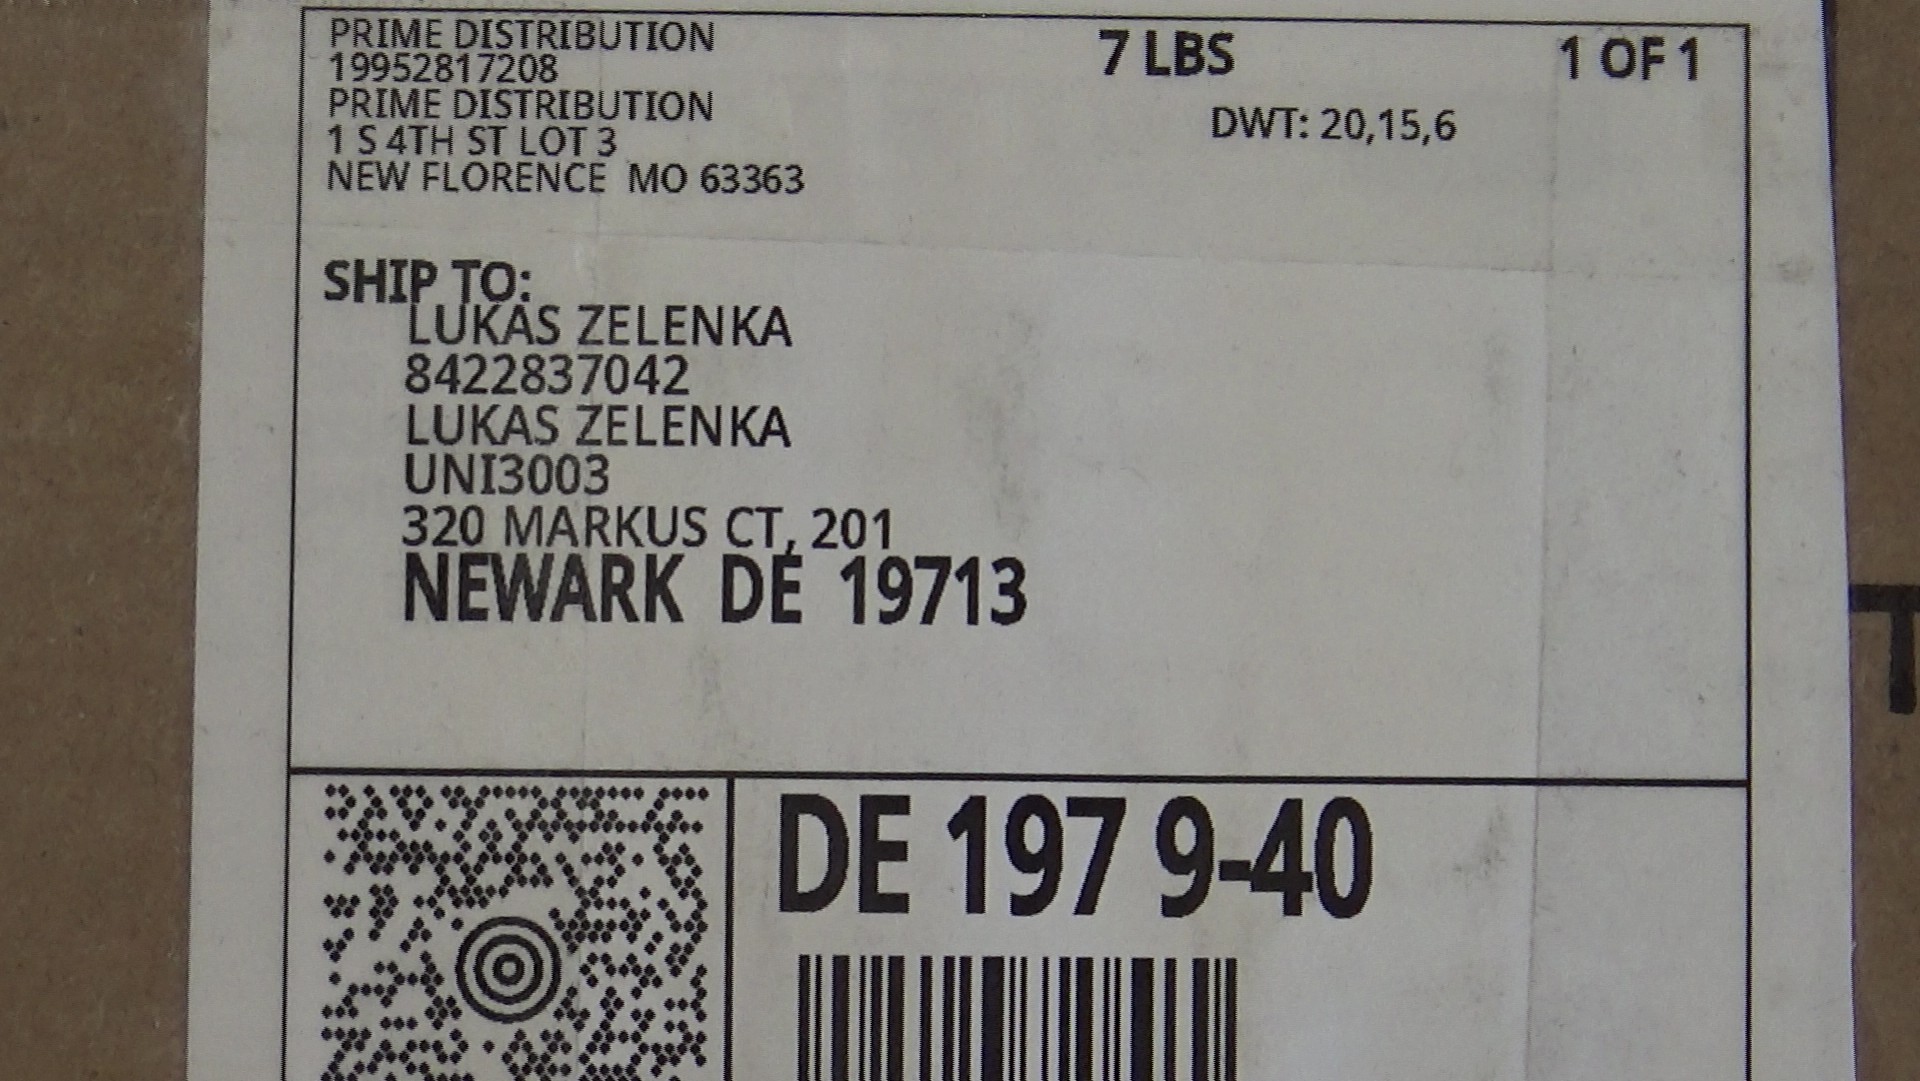 PRIME DISTRIBUTION
19952817208
PRIME DISTRIBUTION
1 S 4TH ST LOT 3
NEW FLORENCE MO 63363
7 LBS
1 OF 1
DWT: 20,15,6
SHIP TO:
LUKAS ZELENKA
8422837042
LUKAS ZELENKA
UNI3003
320 MARKUS CT, 201
NEWARK DE 19713
DE 197 9-40